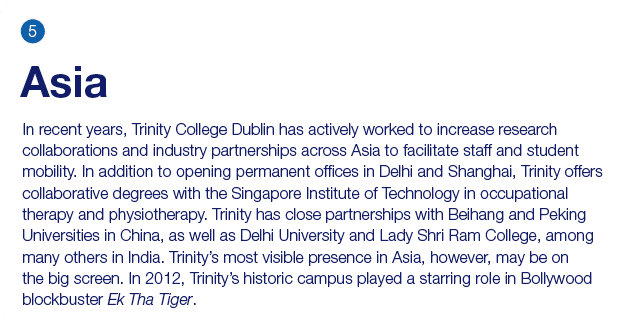 5
Asia
In recent years, Trinity College Dublin has actively worked to increase research
collaborations and industry partnerships across Asia to facilitate staff and student
mobility. In addition to opening permanent offices in Delhi and Shanghai, Trinity offers
collaborative degrees with the Singapore Institute of Technology in occupational
therapy and physiotherapy. Trinity has close partnerships with Beihang and Peking
Universities in China, as well as Delhi University and Lady Shri Ram College, among
many others in India. Trinity’s most visible presence in Asia, however, may be on
the big screen. In 2012, Trinity’s historic campus played a starring role in Bollywood
blockbuster Ek Tha Tiger.